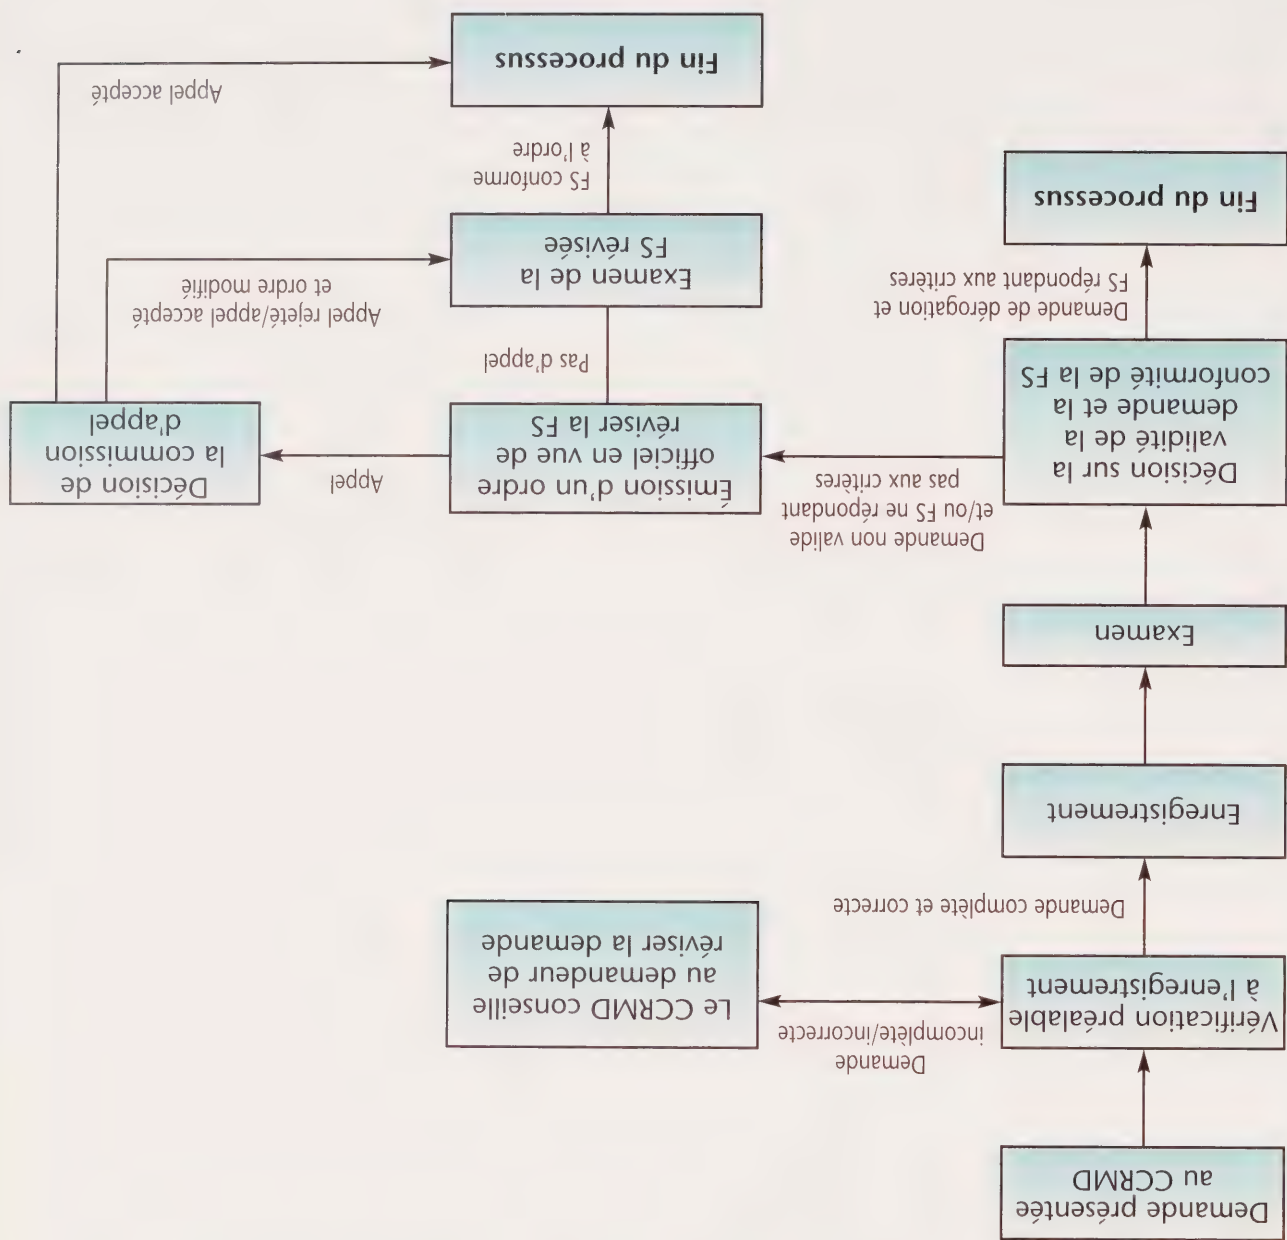 Demande présentée
au CCRMD
Vérification préalable
à l'enregistrement
Demande
incomplète/incorrecte
Le CCRMD conseille
au demandeur de
réviser la demande
Demande complète et correcte
Enregistrement
Examen
Décision sur la
validité de la
demande et la
conformité de la FS
Demande non valide
et/ou FS ne répondant
pas aux critères
Émission d'un ordre
officiel en vue de
réviser la FS
Appel
Décision de
la commission
d'appel
Demande de dérogation et
FS répondant aux critères
Fin du processus
Pas d'appel
Appel rejeté/appel accepté
et ordre modifié
Examen de la
FS révisée
FS conforme
à l'ordre
Appel accepté
Fin du processus